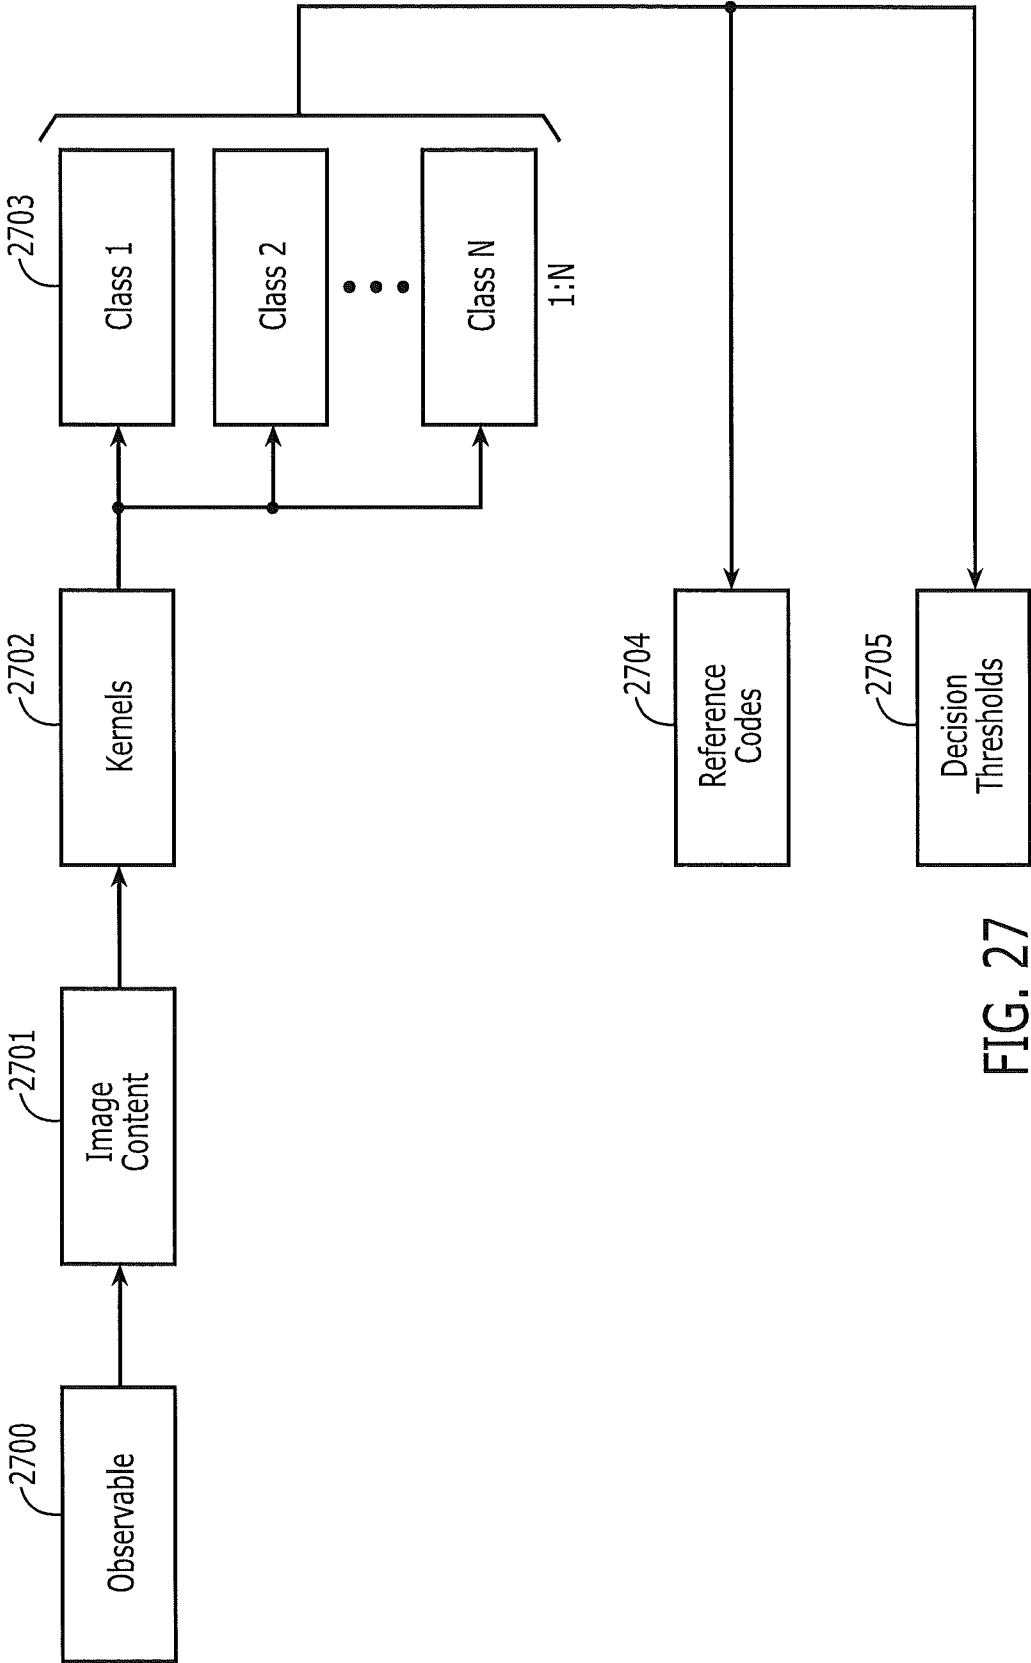 2700
Observable
2701
Image
Content
2702
Kernels
2703
Class 1
Class 2
Class N
1:N
2704
Reference
Codes
2705
Decision
Thresholds
FIG. 27